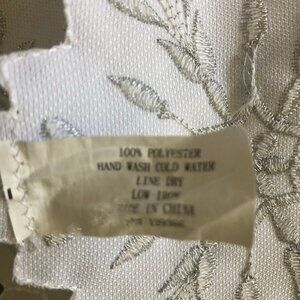 100% POLYESTER
HAND WASH COLD WATER
LINE DRY
LOW IRON
MADE IN CHINA